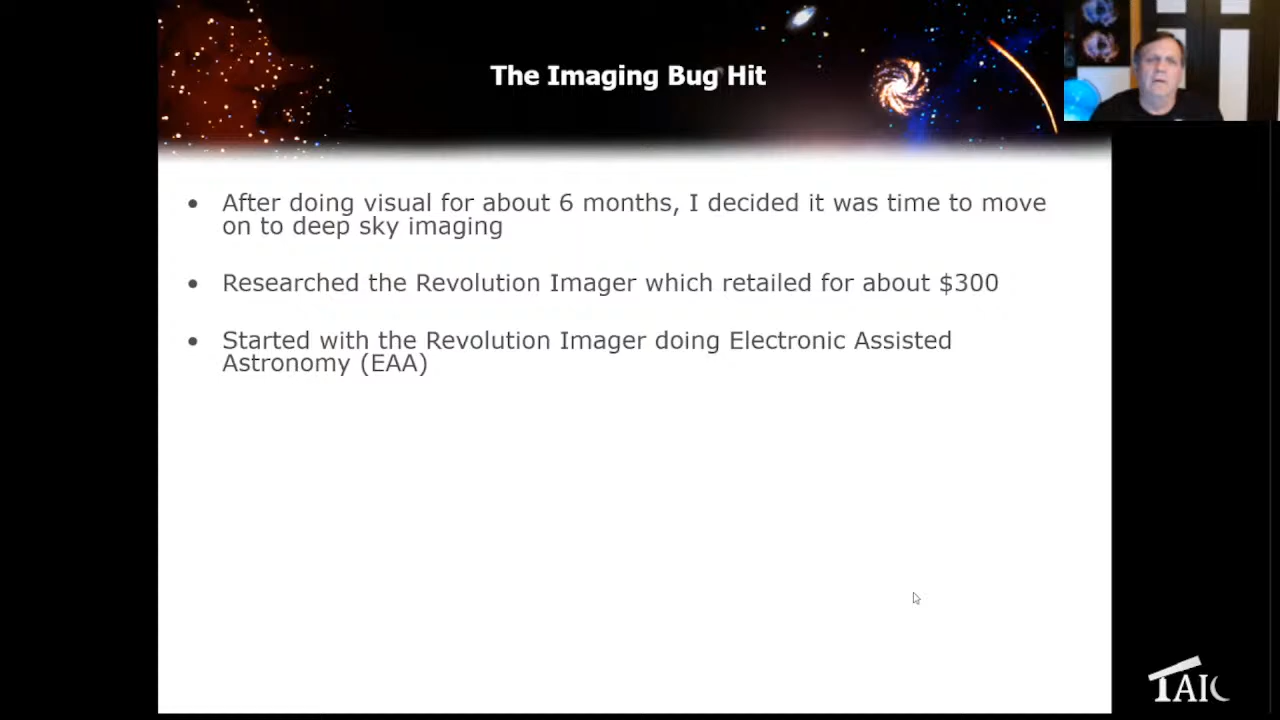 The Imaging Bug Hit
• After doing visual for about 6 months, I decided it was time to move
on to deep sky imaging
• Researched the Revolution Imager which retailed for about $300
• Started with the Revolution Imager doing Electronic Assisted
Astronomy (EAA)
TAIC